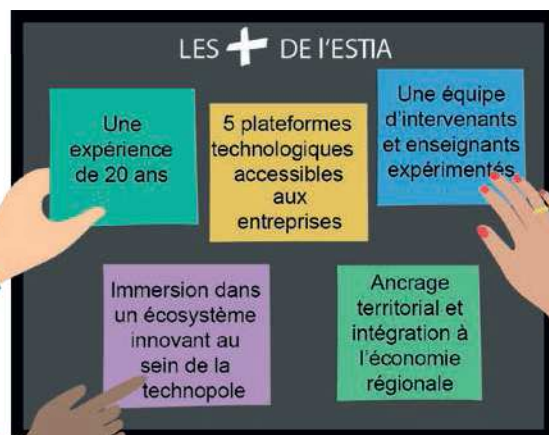 LES + DE l'ESTIA
Une
expérience
de 20 ans
5 plateformes
technologiques
accessibles
aux
entreprises
Une équipe
d'intervenants
et enseignants
expérimentés
Immersion dans
un écosystème
innovant au
sein de la
technopole
Ancrage
territorial et
intégration à
l'économie
régionale